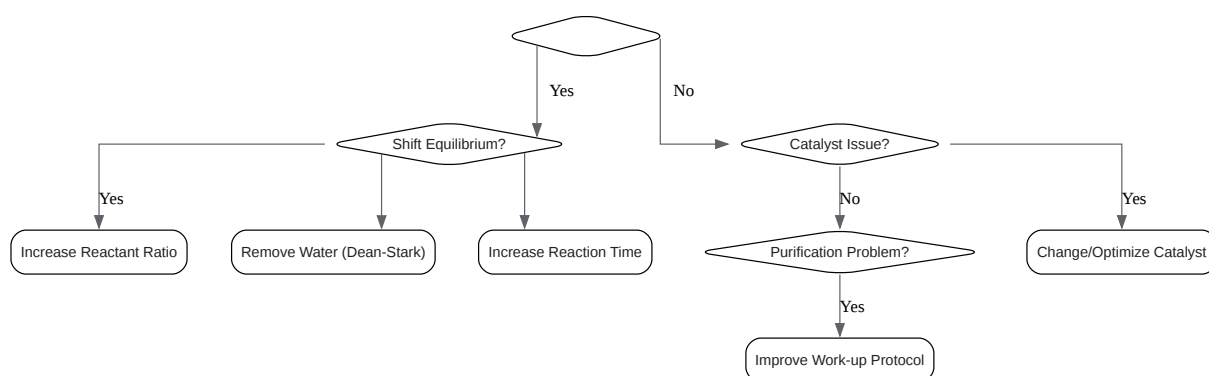 Yes
No
Shift Equilibrium?
Catalyst Issue?
Yes
No
Yes
Increase Reactant Ratio
Remove Water (Dean-Stark)
Increase Reaction Time
Purification Problem?
Change/Optimize Catalyst
Yes
Improve Work-up Protocol